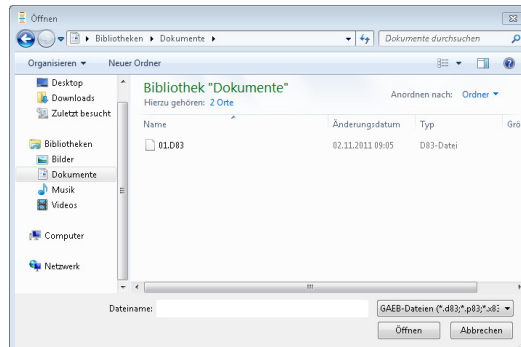 Öffnen
Bibliotheken ▸ Dokumente ▸
Dokumente durchsuchen
Organisieren ▾ Neuer Ordner
Desktop
Downloads
Zuletzt besucht
Bibliotheken
Bilder
Dokumente
Musik
Videos
Computer
Netzwerk
Bibliothek "Dokumente"
Hierzu gehören: 2 Orte
Anordnen nach: Ordner ▾
Name Änderungsdatum Typ Grö
01.D83 02.11.2011 09:05 D83-Datei
Dateiname:
GAEB-Dateien (*.d83;*.p83;*.x83
Öffnen Abbrechen